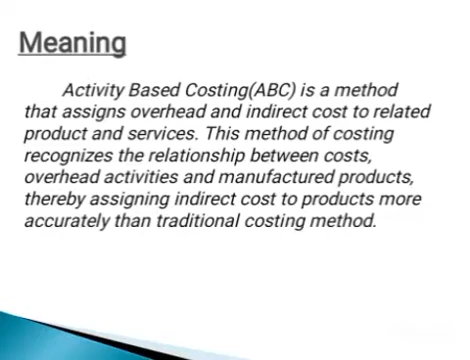 Meaning
Activity Based Costing(ABC) is a method
that assigns overhead and indirect cost to related
product and services. This method of costing
recognizes the relationship between costs,
overhead activities and manufactured products,
thereby assigning indirect cost to products more
accurately than traditional costing method.